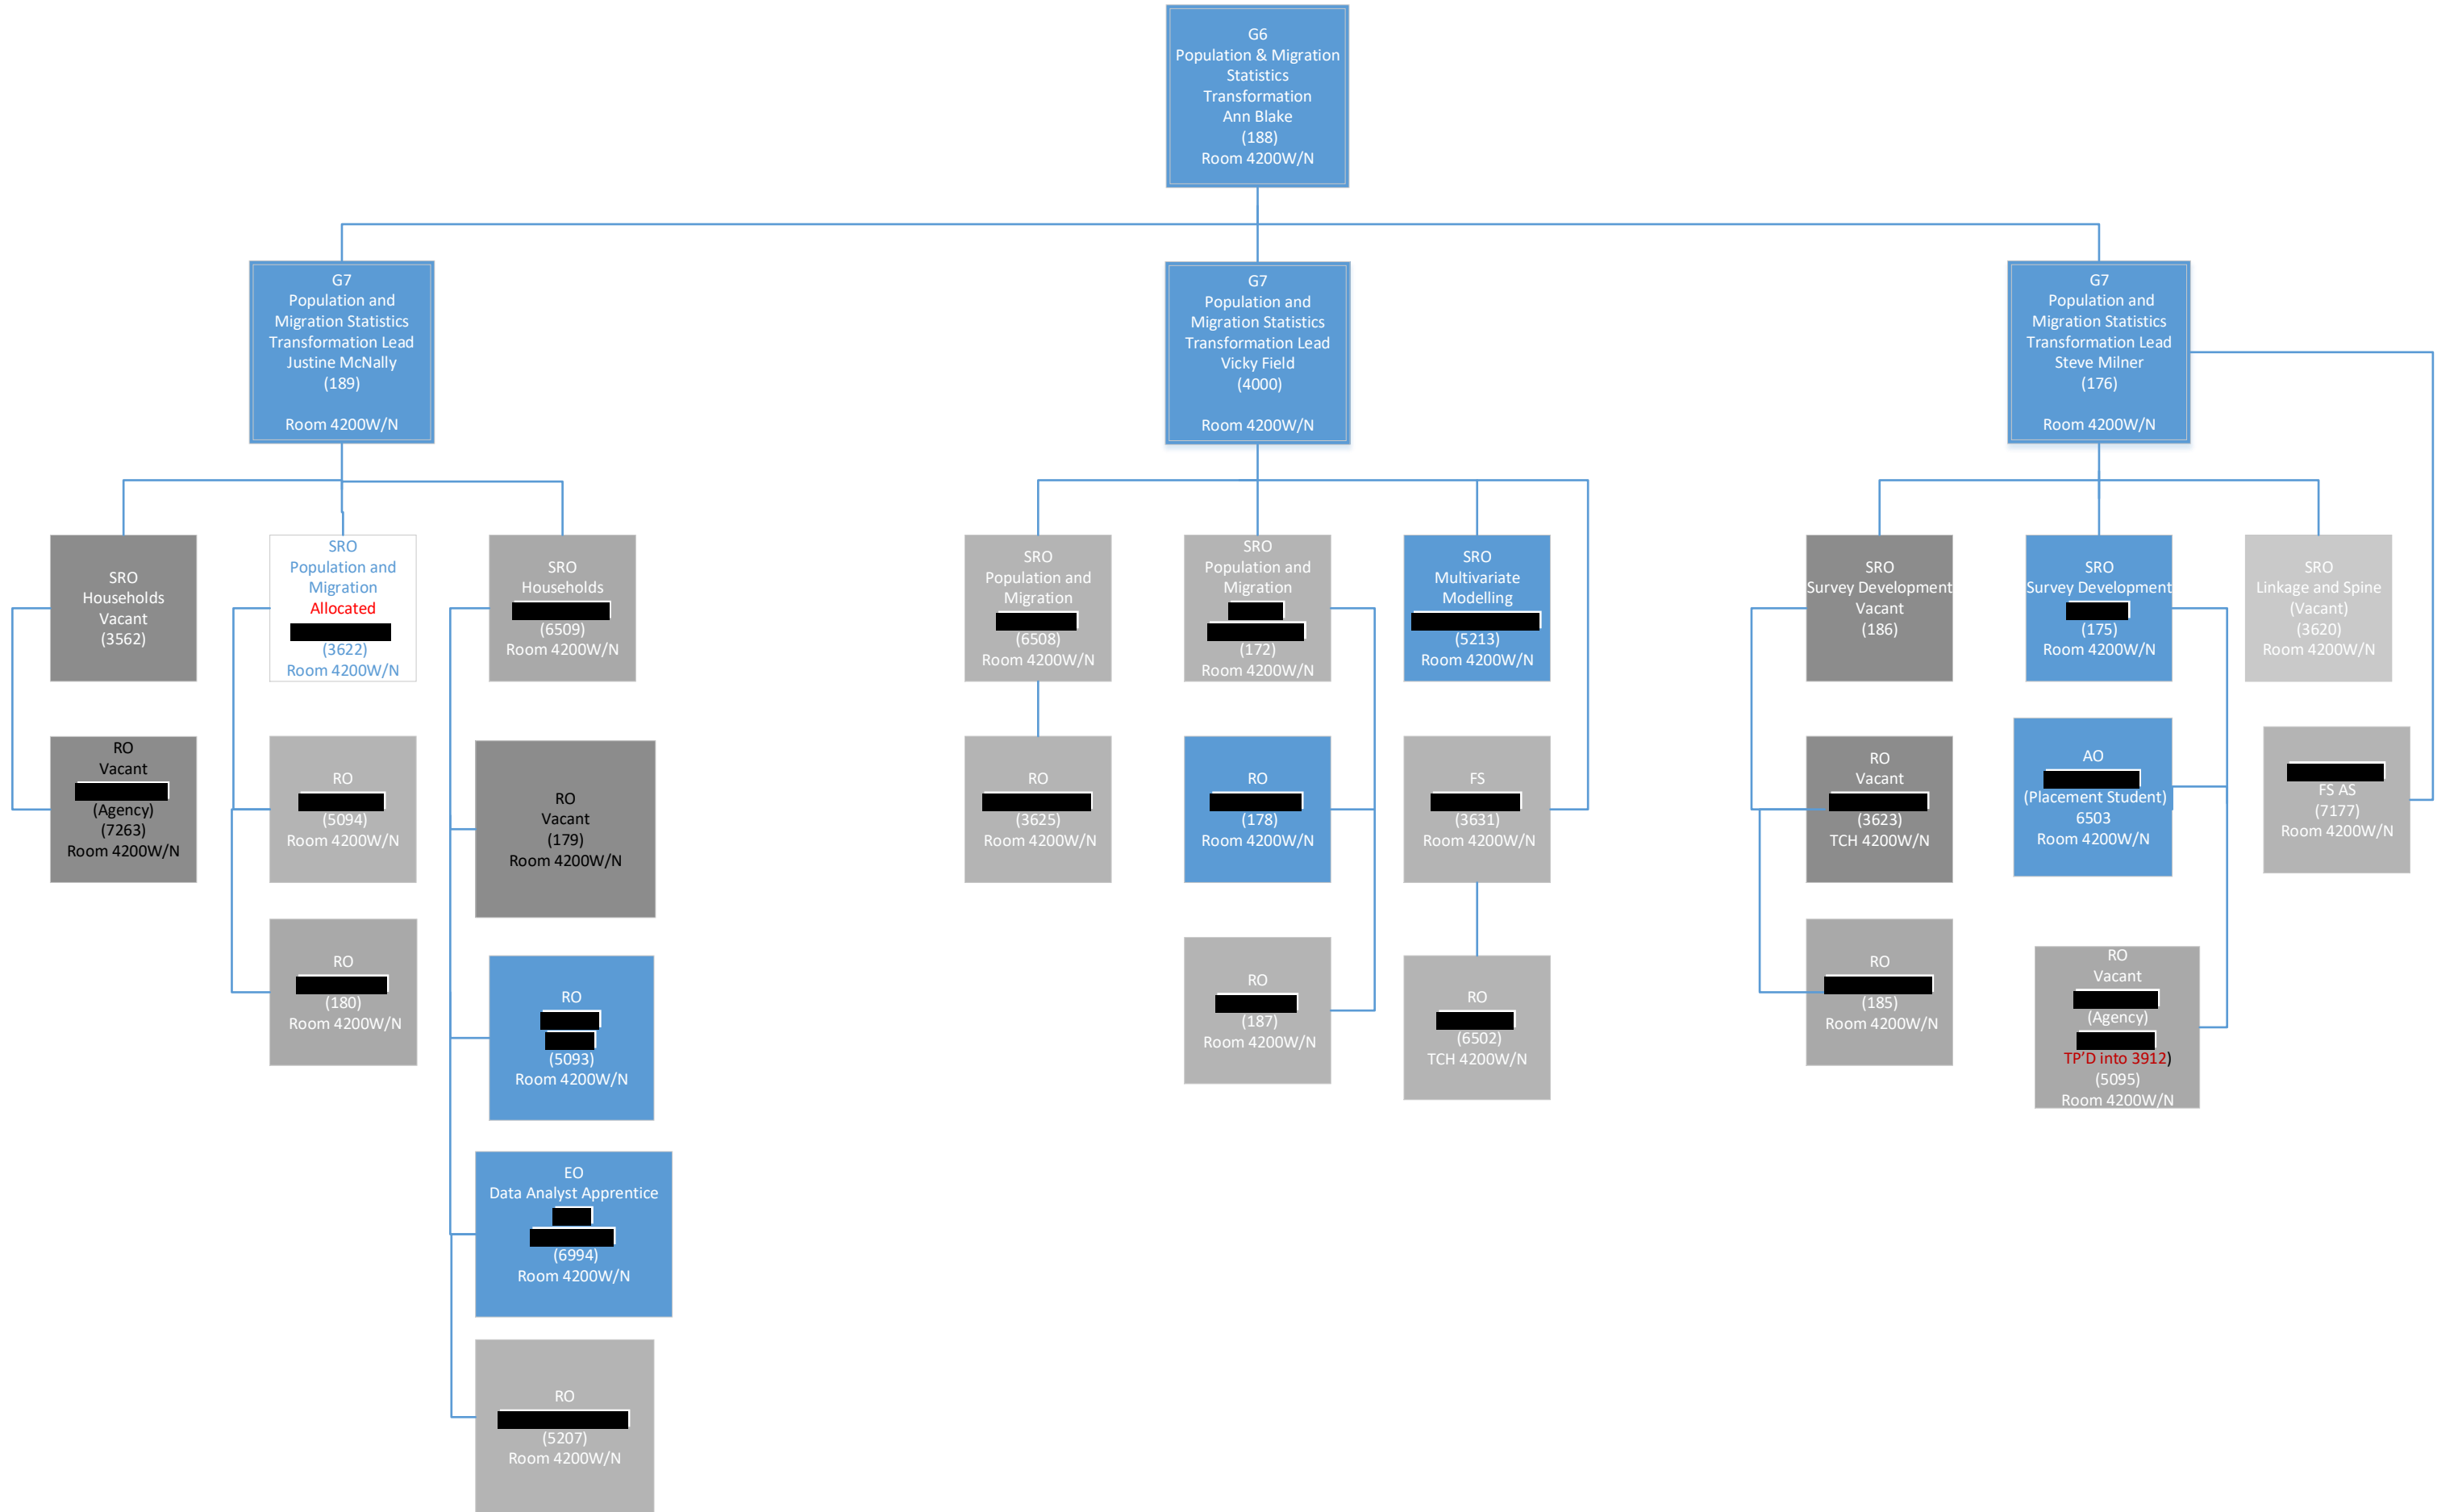 G6
Population & Migration
Statistics
Transformation
Ann Blake
(188)
Room 4200W/N
G7
Population and
Migration Statistics
Transformation Lead
Justine McNally
(189)
Room 4200W/N
G7
Population and
Migration Statistics
Transformation Lead
Vicky Field
(4000)
Room 4200W/N
G7
Population and
Migration Statistics
Transformation Lead
Steve Milner
(176)
Room 4200W/N
SRO
Households
Vacant
(3562)
SRO
Population and
Migration
Allocated
(3622)
Room 4200W/N
SRO
Households
(6509)
Room 4200W/N
SRO
Population and
Migration
(6508)
Room 4200W/N
SRO
Population and
Migration
(172)
Room 4200W/N
SRO
Multivariate
Modelling
(5213)
Room 4200W/N
SRO
Survey Development
Vacant
(186)
SRO
Survey Development
(175)
Room 4200W/N
SRO
Linkage and Spine
(Vacant)
(3620)
Room 4200W/N
RO
Vacant
(Agency)
(7263)
Room 4200W/N
RO
(5094)
Room 4200W/N
RO
Vacant
(179)
Room 4200W/N
RO
(3625)
Room 4200W/N
RO
(178)
Room 4200W/N
FS
(3631)
Room 4200W/N
RO
Vacant
(3623)
TCH 4200W/N
AO
(Placement Student)
6503
Room 4200W/N
FS AS
(7177)
Room 4200W/N
RO
(180)
Room 4200W/N
RO
(5093)
Room 4200W/N
RO
(187)
Room 4200W/N
RO
(6502)
TCH 4200W/N
RO
(185)
Room 4200W/N
RO
Vacant
(Agency)
TP’D into 3912)
(5095)
Room 4200W/N
EO
Data Analyst Apprentice
(6994)
Room 4200W/N
RO
(5207)
Room 4200W/N